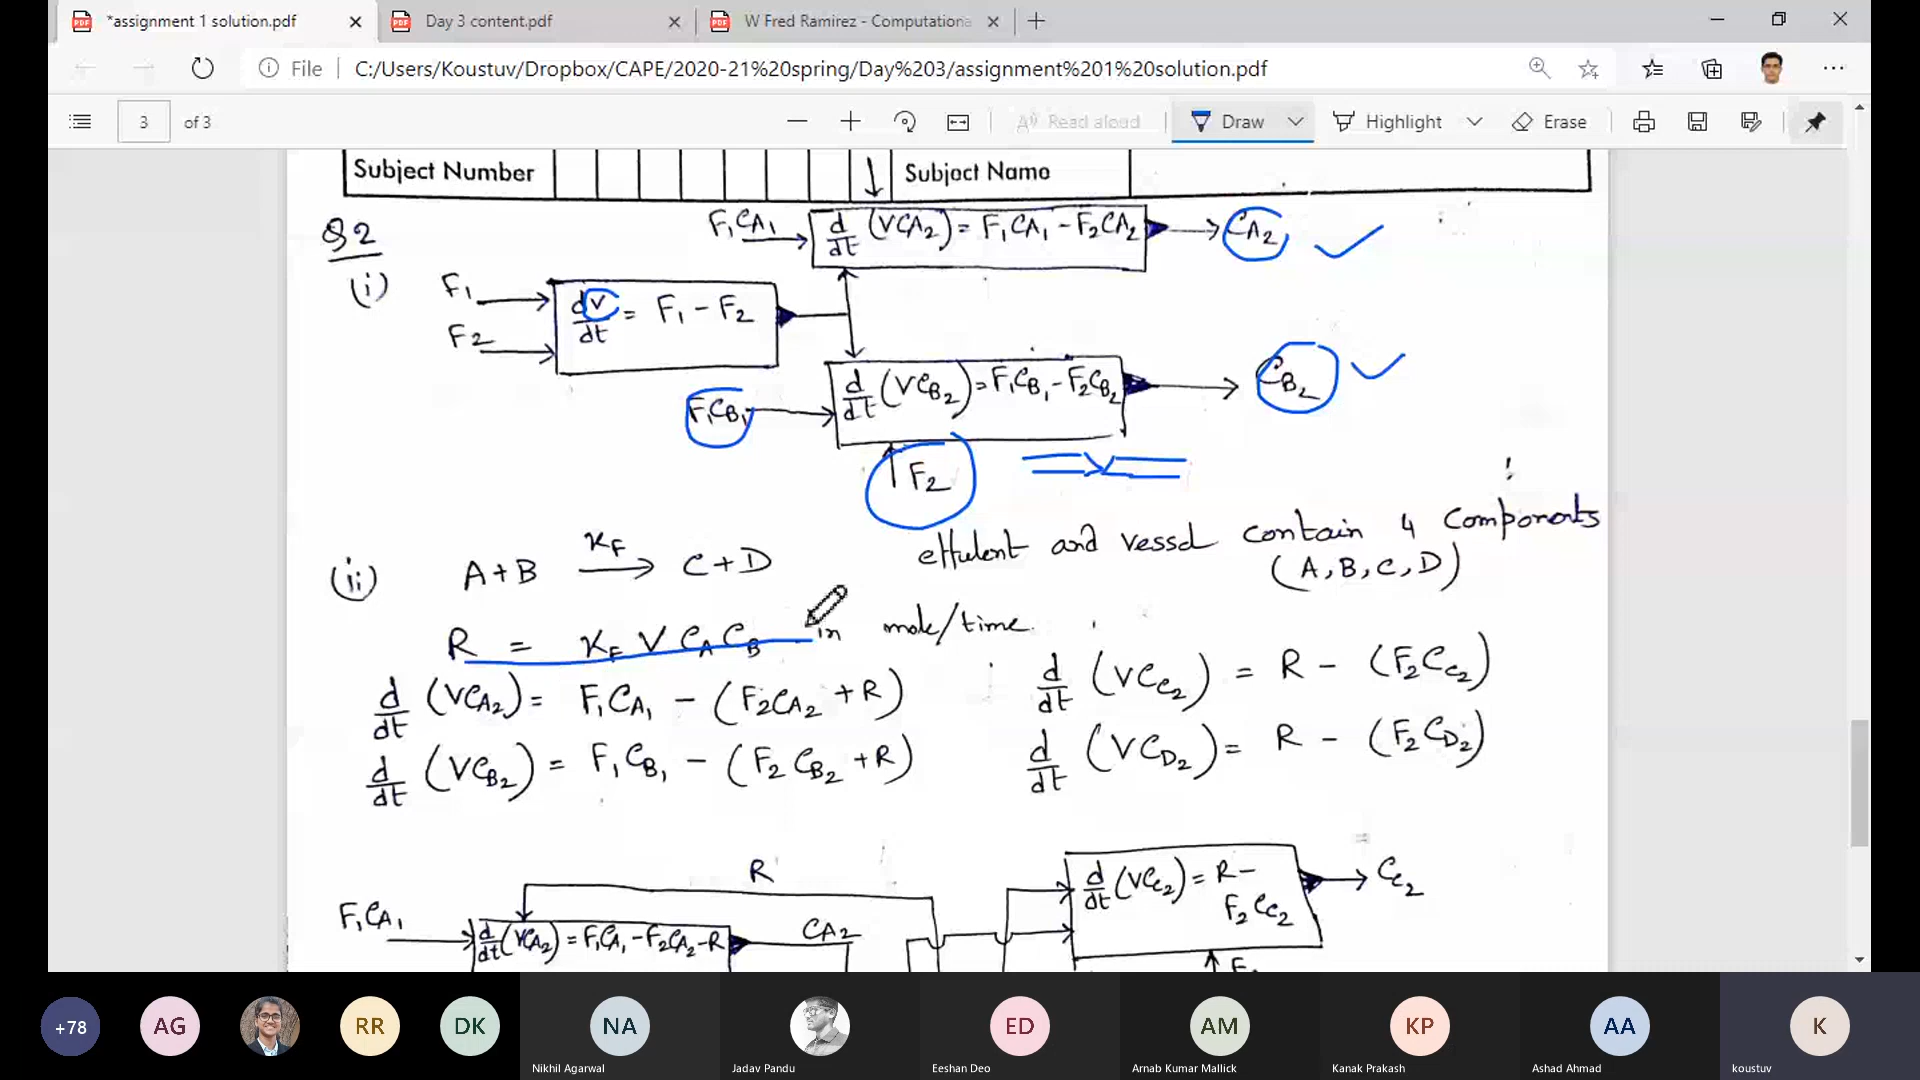 *assignment 1 solution.pdf
Day 3 content.pdf
W Fred Ramirez - Computationa
File
C:/Users/Koustuv/Dropbox/CAPE/2020-21%20spring/Day%203/assignment%201%20solution.pdf
3 of 3
Read aloud
Draw
Highlight
Erase
Subject Number
Subject Name
Q2
F₁CA₁
d/dt (VCA₂) = F₁CA₁ - F₂CA₂
CA₂
(i)
F₁
F₂
dV/dt = F₁ - F₂
F₁CB₁
d/dt (VCB₂) = F₁CB₁ - F₂CB₂
CB₂
F₂
effulent and vessel contain 4 components
(ii) A+B KF → C+D
(A, B, C, D)
R = KF V CA CB in mole/time.
d/dt (VCA₂) = F₁CA₁ - (F₂CA₂ + R)
d/dt (VCC₂) = R - (F₂CC₂)
d/dt (VCB₂) = F₁CB₁ - (F₂CB₂ + R)
d/dt (VCD₂) = R - (F₂CD₂)
R
d/dt (VCC₂) = R -
F₂CC₂
CC₂
F₁CA₁
d/dt (VCA₂) = F₁CA₁ - F₂CA₂ - R
CA₂
+78
AG
RR
DK
NA
Nikhil Agarwal
Jadav Pandu
ED
Eeshan Deo
AM
Arnab Kumar Mallick
KP
Kanak Prakash
AA
Ashad Ahmad
K
koustuv